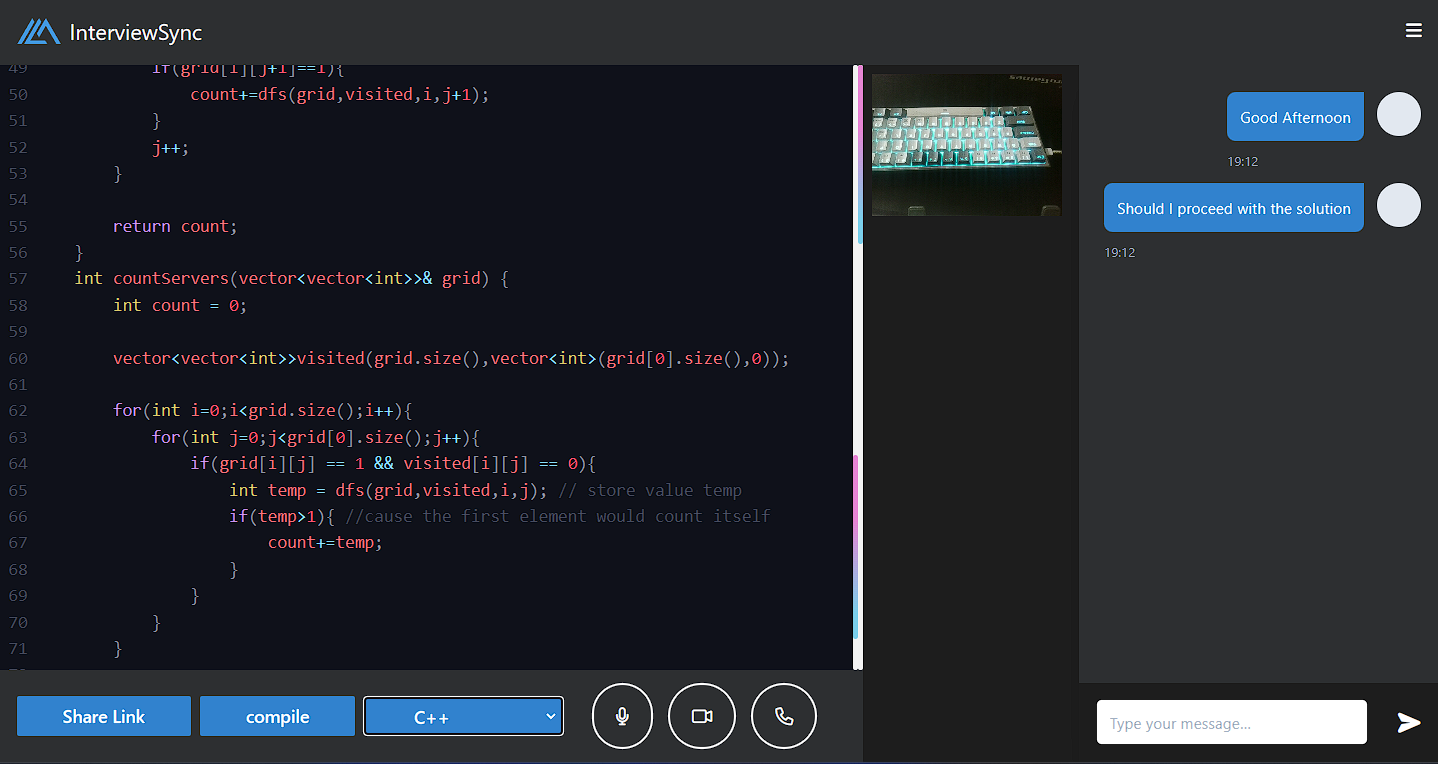 InterviewSync
49 if(grid[i][j+1]==1){
50 count+=dfs(grid,visited,i,j+1);
51 }
52 j++;
53 }
54
55 return count;
56 }
57 int countServers(vector<vector<int>>& grid) {
58 int count = 0;
59
60 vector<vector<int>>visited(grid.size(),vector<int>(grid[0].size(),0));
61
62 for(int i=0;i<grid.size();i++){
63 for(int j=0;j<grid[0].size();j++){
64 if(grid[i][j] == 1 && visited[i][j] == 0){
65 int temp = dfs(grid,visited,i,j); // store value temp
66 if(temp>1){ //cause the first element would count itself
67 count+=temp;
68 }
69 }
70 }
71 }
Share Link
compile
C++
Good Afternoon
19:12
Should I proceed with the solution
19:12
Type your message...